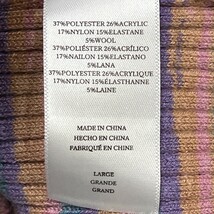 37%POLYESTER 26%ACRYLIC
17%NYLON 15%ELASTANE
5%WOOL
37%POLIÉSTER 26%ACRÍLICO
17%NAILON 15%ELASTANO
5%LANA
37%POLYESTER 26%ACRYLIQUE
17%NYLON 15%ÉLASTHANNE
5%LAINE
MADE IN CHINA
HECHO EN CHINA
FABRIQUÉ EN CHINE
LARGE
GRANDE
GRAND